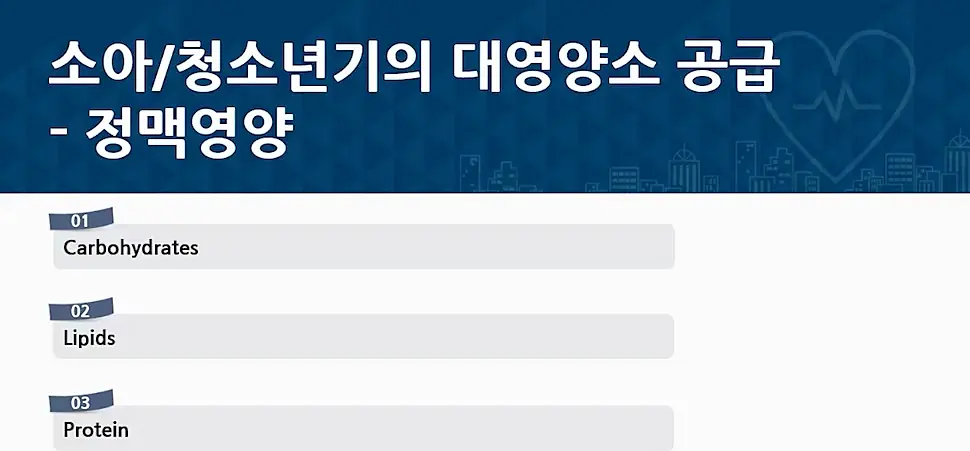 소아/청소년기의 대영양소 공급
- 정맥영양
01
Carbohydrates
02
Lipids
03
Protein